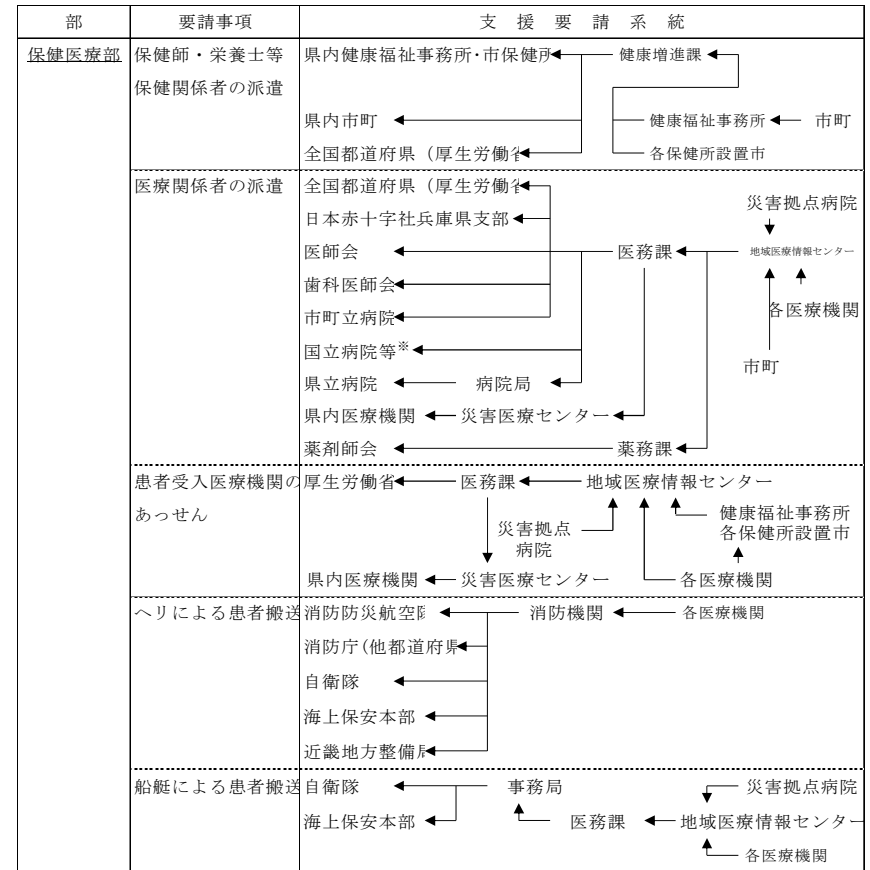 部 要請事項 支援要請系統
保健医療部 保健師・栄養士等 県内健康福祉事務所・市保健所 健康増進課
保健関係者の派遣
県内市町 健康福祉事務所 市町
全国都道府県（厚生労働省 各保健所設置市
医療関係者の派遣 全国都道府県（厚生労働省
災害拠点病院
日本赤十字社兵庫県支部
医師会 医務課 地域医療情報センター
歯科医師会
各医療機関
市町立病院
国立病院等※
市町
県立病院 病院局
県内医療機関 災害医療センター
薬剤師会 薬務課
患者受入医療機関の 厚生労働省 医務課 地域医療情報センター
あっせん 健康福祉事務所
災害拠点 各保健所設置市
病院
県内医療機関 災害医療センター 各医療機関
ヘリによる患者搬送 消防防災航空隊 消防機関 各医療機関
消防庁(他都道府県
自衛隊
海上保安本部
近畿地方整備局
船艇による患者搬送 自衛隊 事務局 災害拠点病院
海上保安本部 医務課 地域医療情報センター
各医療機関